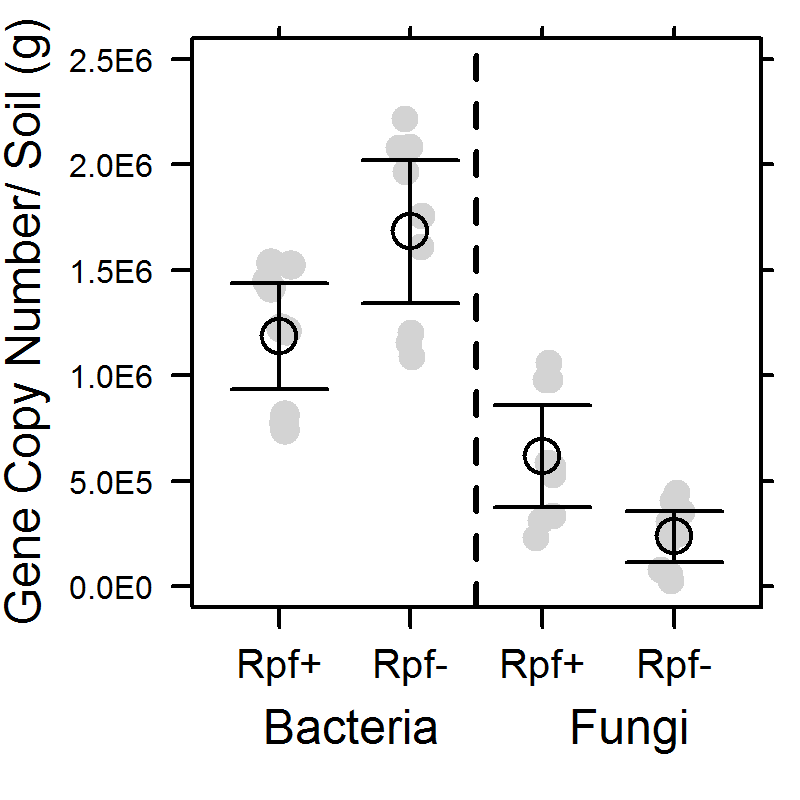 Gene Copy Number/ Soil (g)
2.5E6
2.0E6
1.5E6
1.0E6
5.0E5
0.0E0
Rpf+ Rpf- Rpf+ Rpf-
Bacteria Fungi